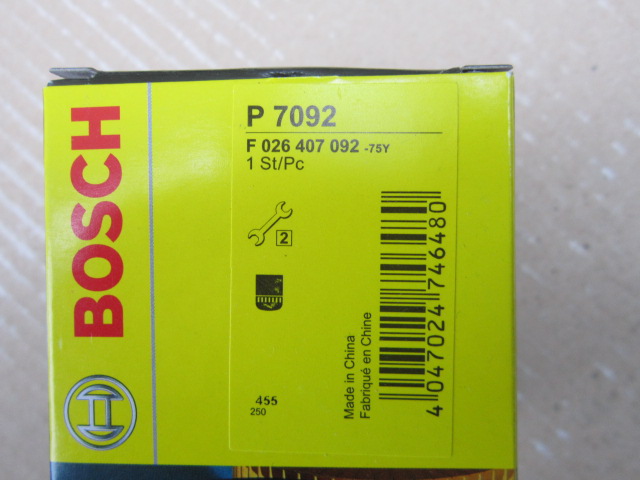 BOSCH
P 7092
F 026 407 092 -75Y
1 St/Pc
2
455
250
Made in China
Fabriqué en Chine
4 047024 746480